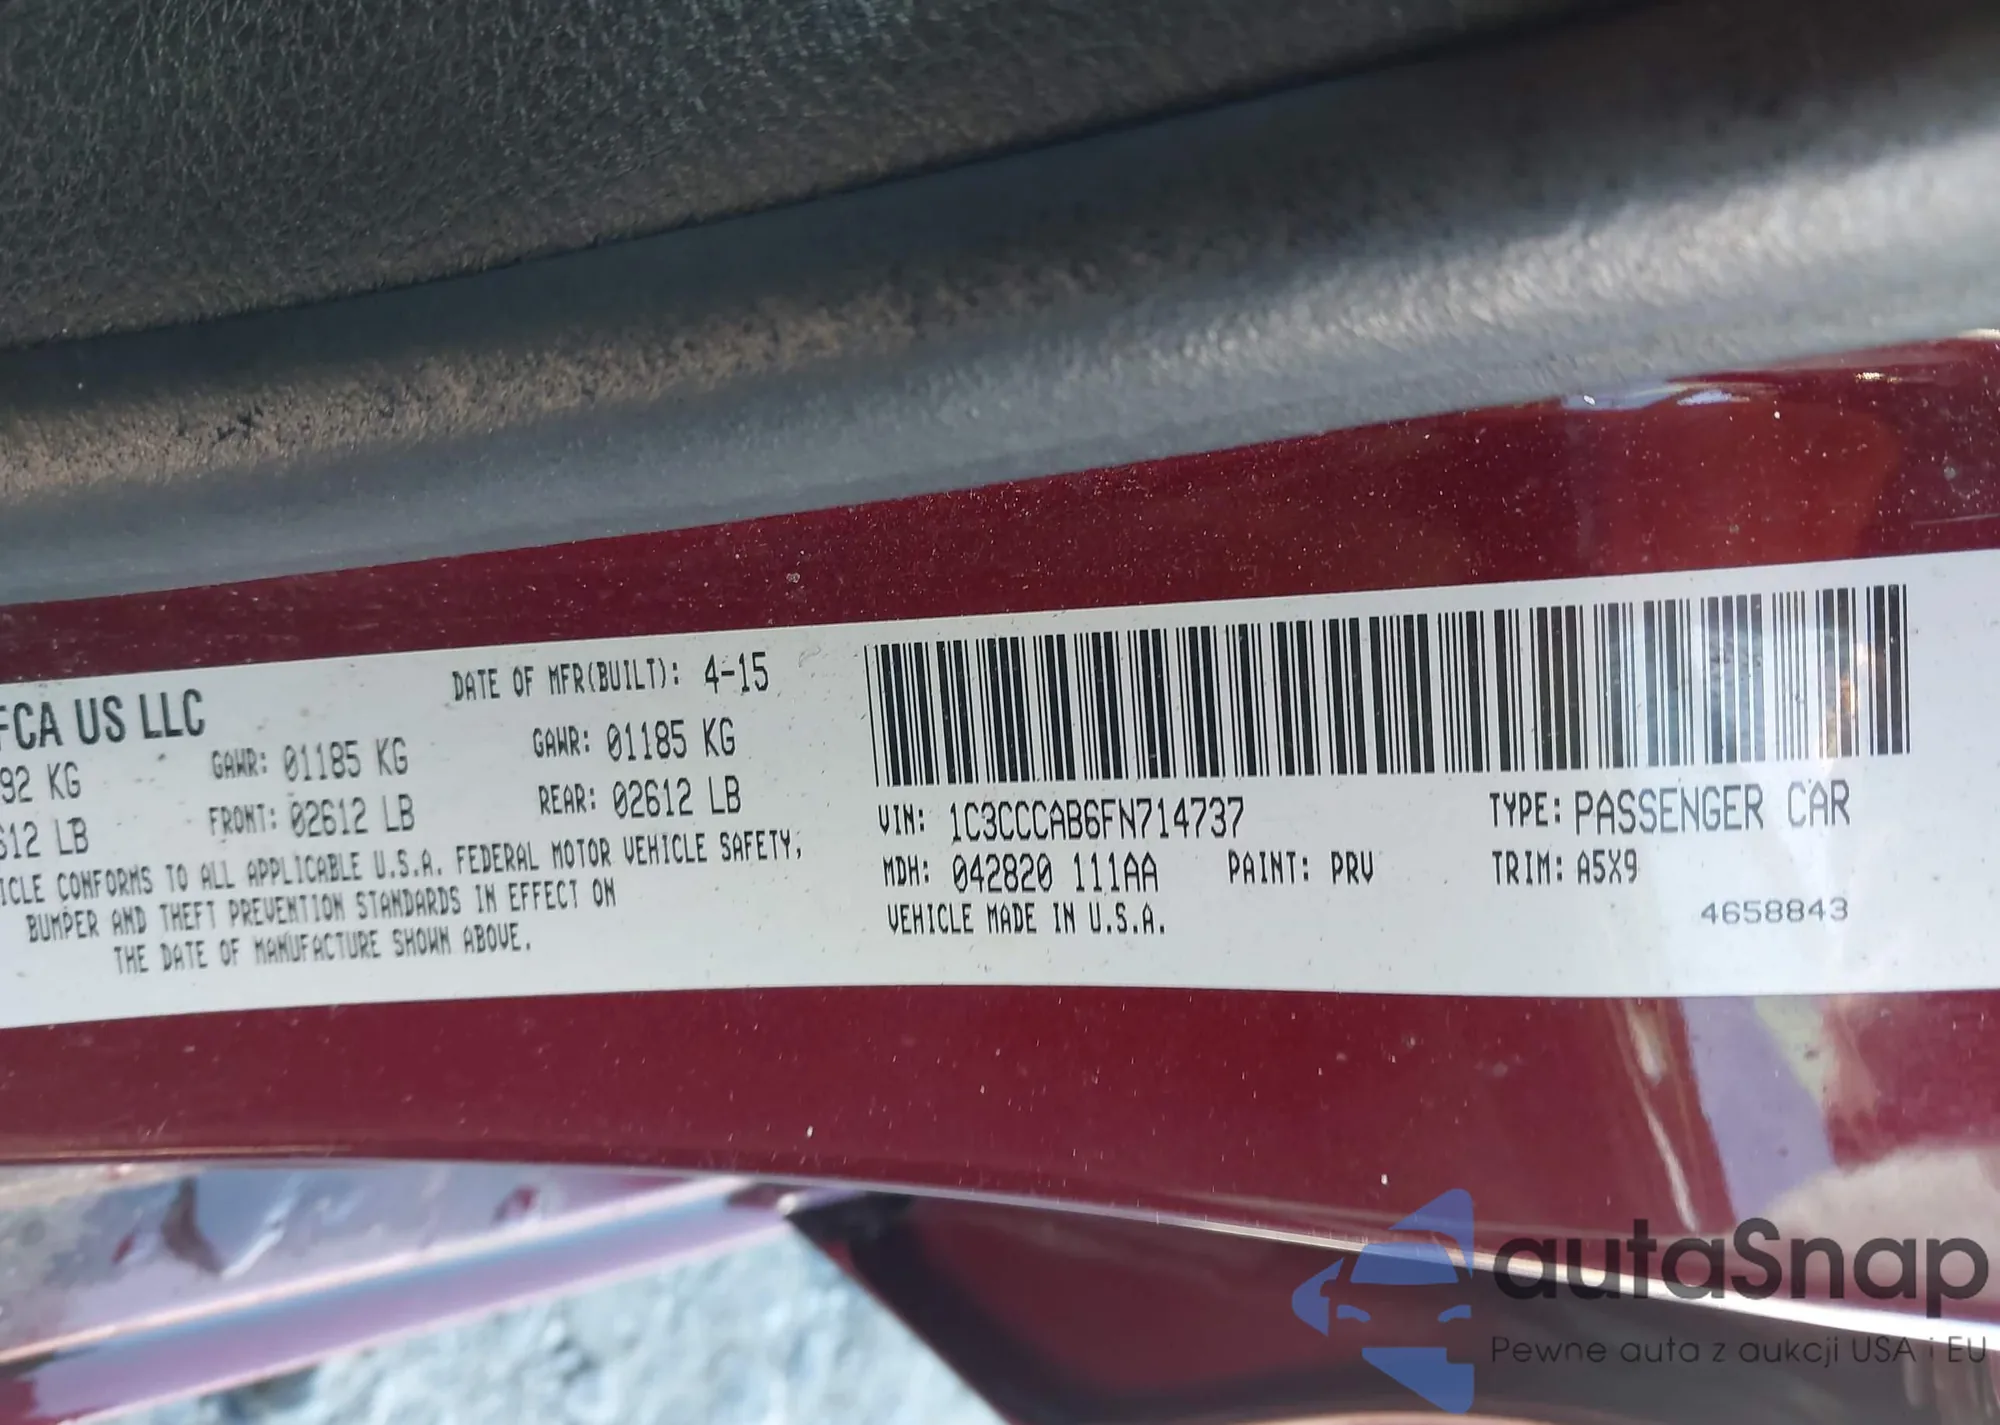 FCA US LLC
DATE OF MFR(BUILT): 4-15
92 KG GAWR: 01185 KG GAWR: 01185 KG
612 LB FRONT: 02612 LB REAR: 02612 LB
ICLE CONFORMS TO ALL APPLICABLE U.S.A. FEDERAL MOTOR VEHICLE SAFETY,
BUMPER AND THEFT PREVENTION STANDARDS IN EFFECT ON
THE DATE OF MANUFACTURE SHOWN ABOVE.
VIN: 1C3CCCAB6FN714737 TYPE: PASSENGER CAR
MDH: 042820 111AA PAINT: PRV TRIM: A5X9
VEHICLE MADE IN U.S.A. 4658843
autaSnap
Pewne auta z aukcji USA i EU